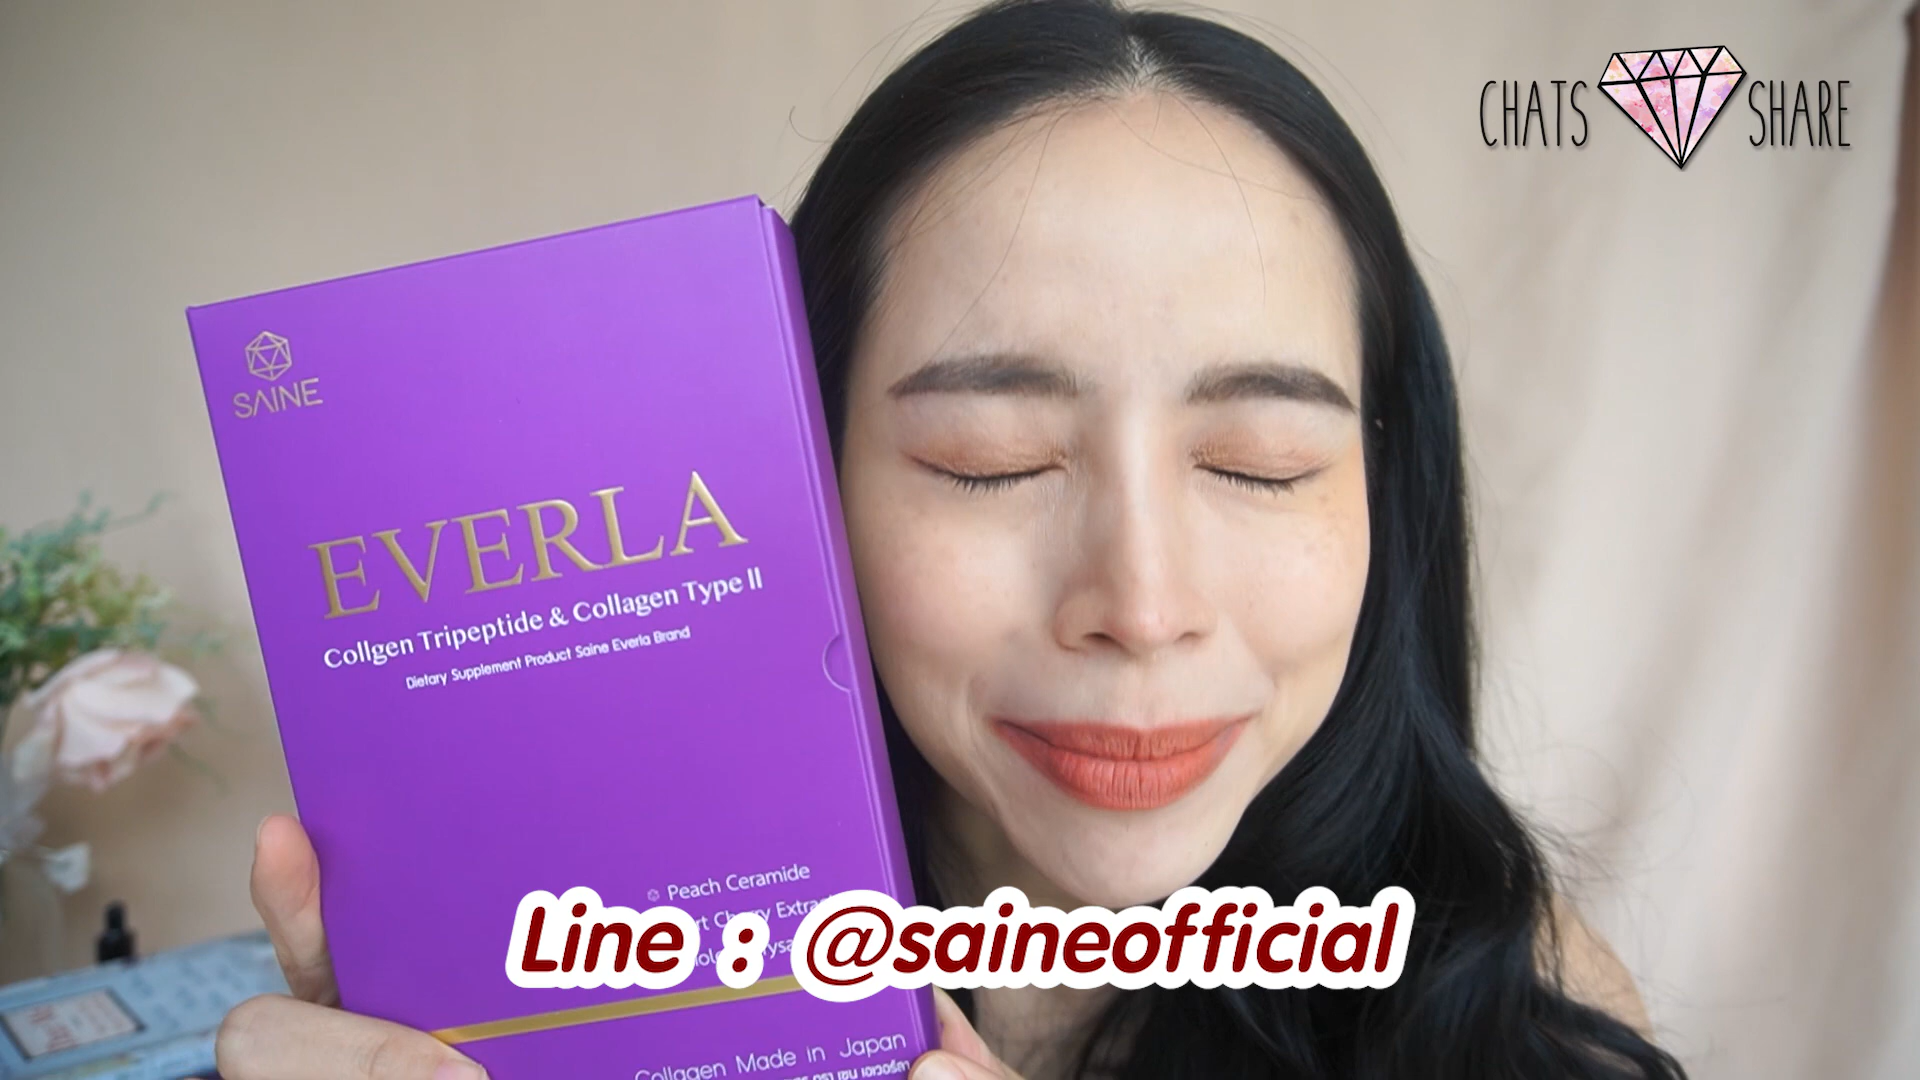 CHATS SHARE
SAINE
EVERLA
Collgen Tripeptide & Collagen Type II
Dietary Supplement Product Saine Everla Brand
Peach Ceramide
Line : @saineofficial
Collagen Made in Japan